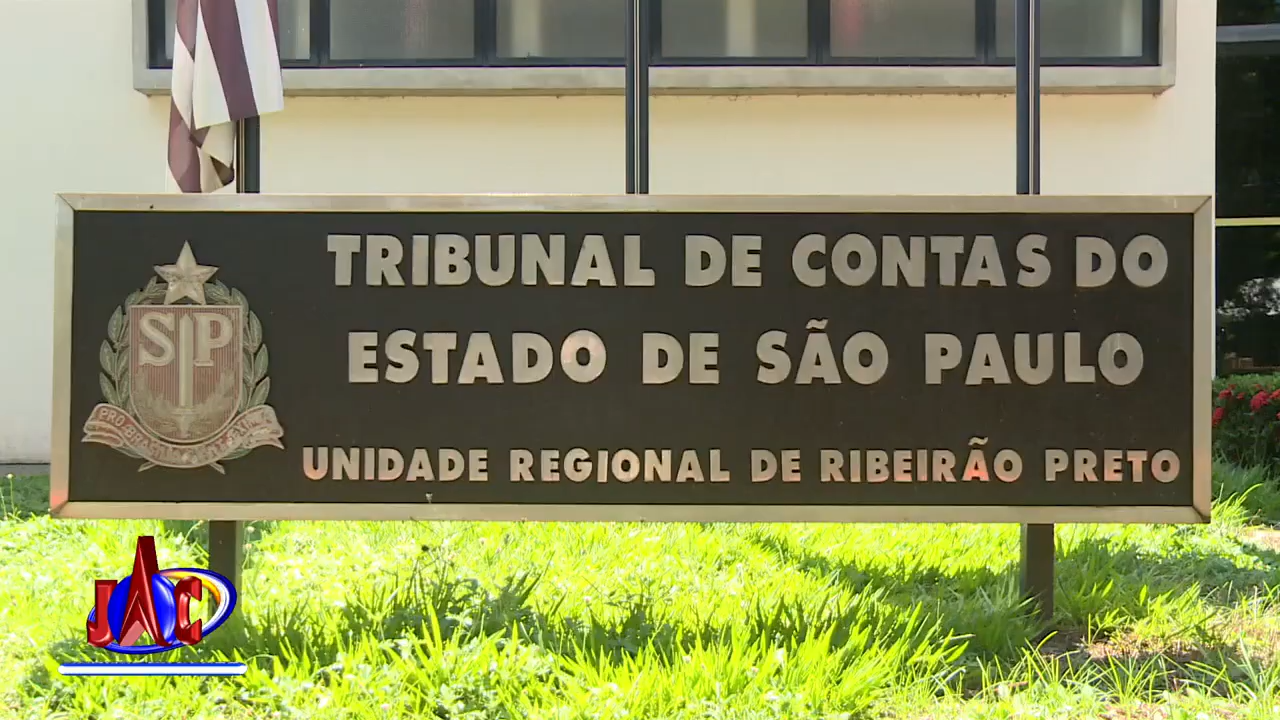 TRIBUNAL DE CONTAS DO
ESTADO DE SÃO PAULO
UNIDADE REGIONAL DE RIBEIRÃO PRETO
SP
JAC